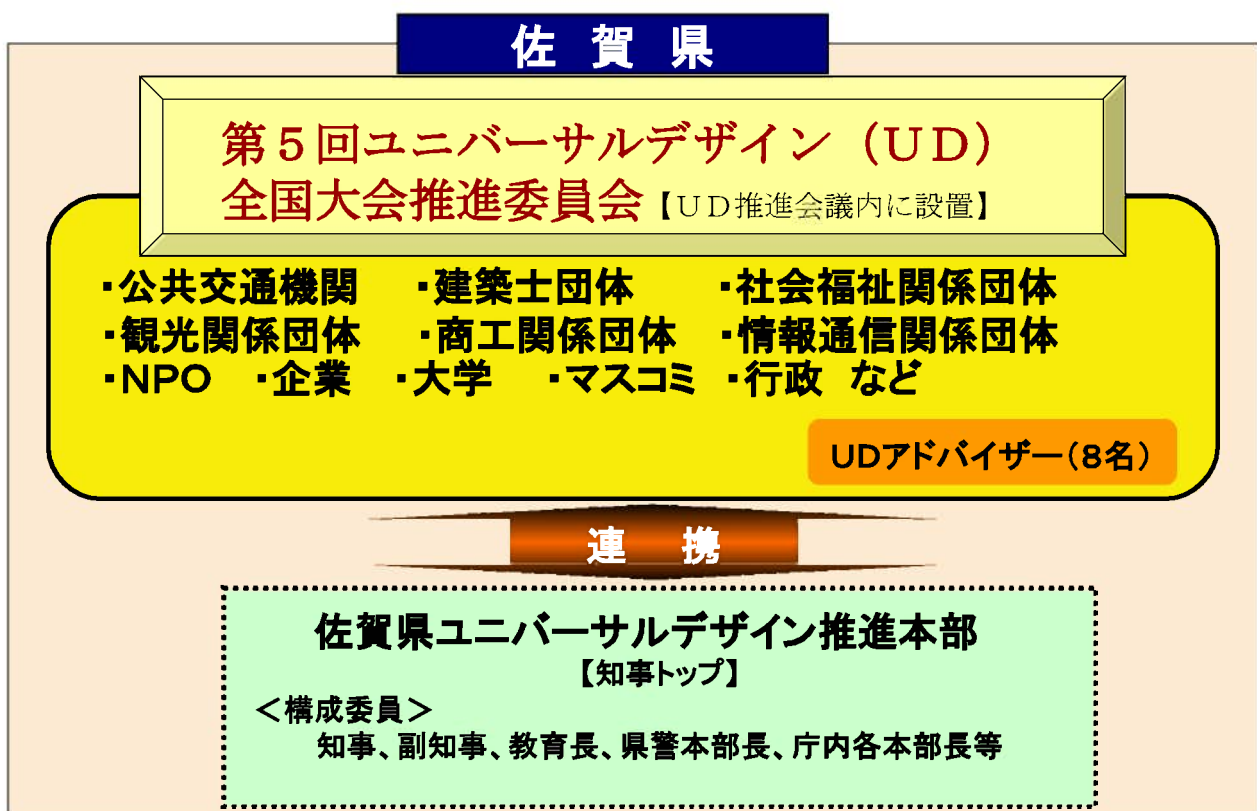 佐賀県
第５回ユニバーサルデザイン（ＵＤ）
全国大会推進委員会【ＵＤ推進会議内に設置】
・公共交通機関　・建築士団体　・社会福祉関係団体
・観光関係団体　・商工関係団体　・情報通信関係団体
・NPO　・企業　・大学　・マスコミ　・行政　など
UDアドバイザー（８名）
連　携
佐賀県ユニバーサルデザイン推進本部
【知事トップ】
＜構成委員＞
知事、副知事、教育長、県警本部長、庁内各本部長等